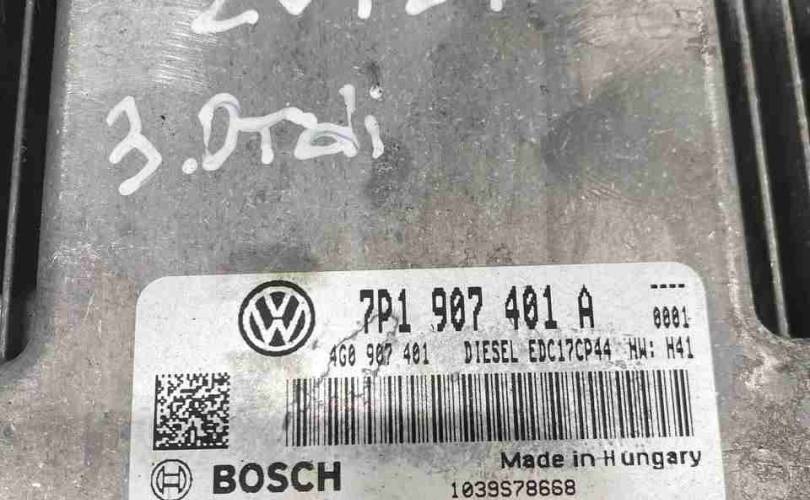 3.0Tdi
7P1 907 401 A
----
0001
4G0 907 401 DIESEL EDC17CP44 HW: H41
Made in Hungary
BOSCH
1039S78668